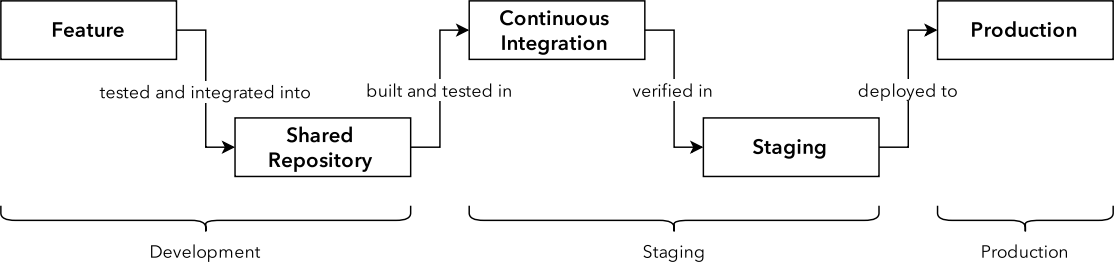 Feature
Continuous
Integration
Production
tested and integrated into
built and tested in
verified in
deployed to
Shared
Repository
Staging
Development
Staging
Production